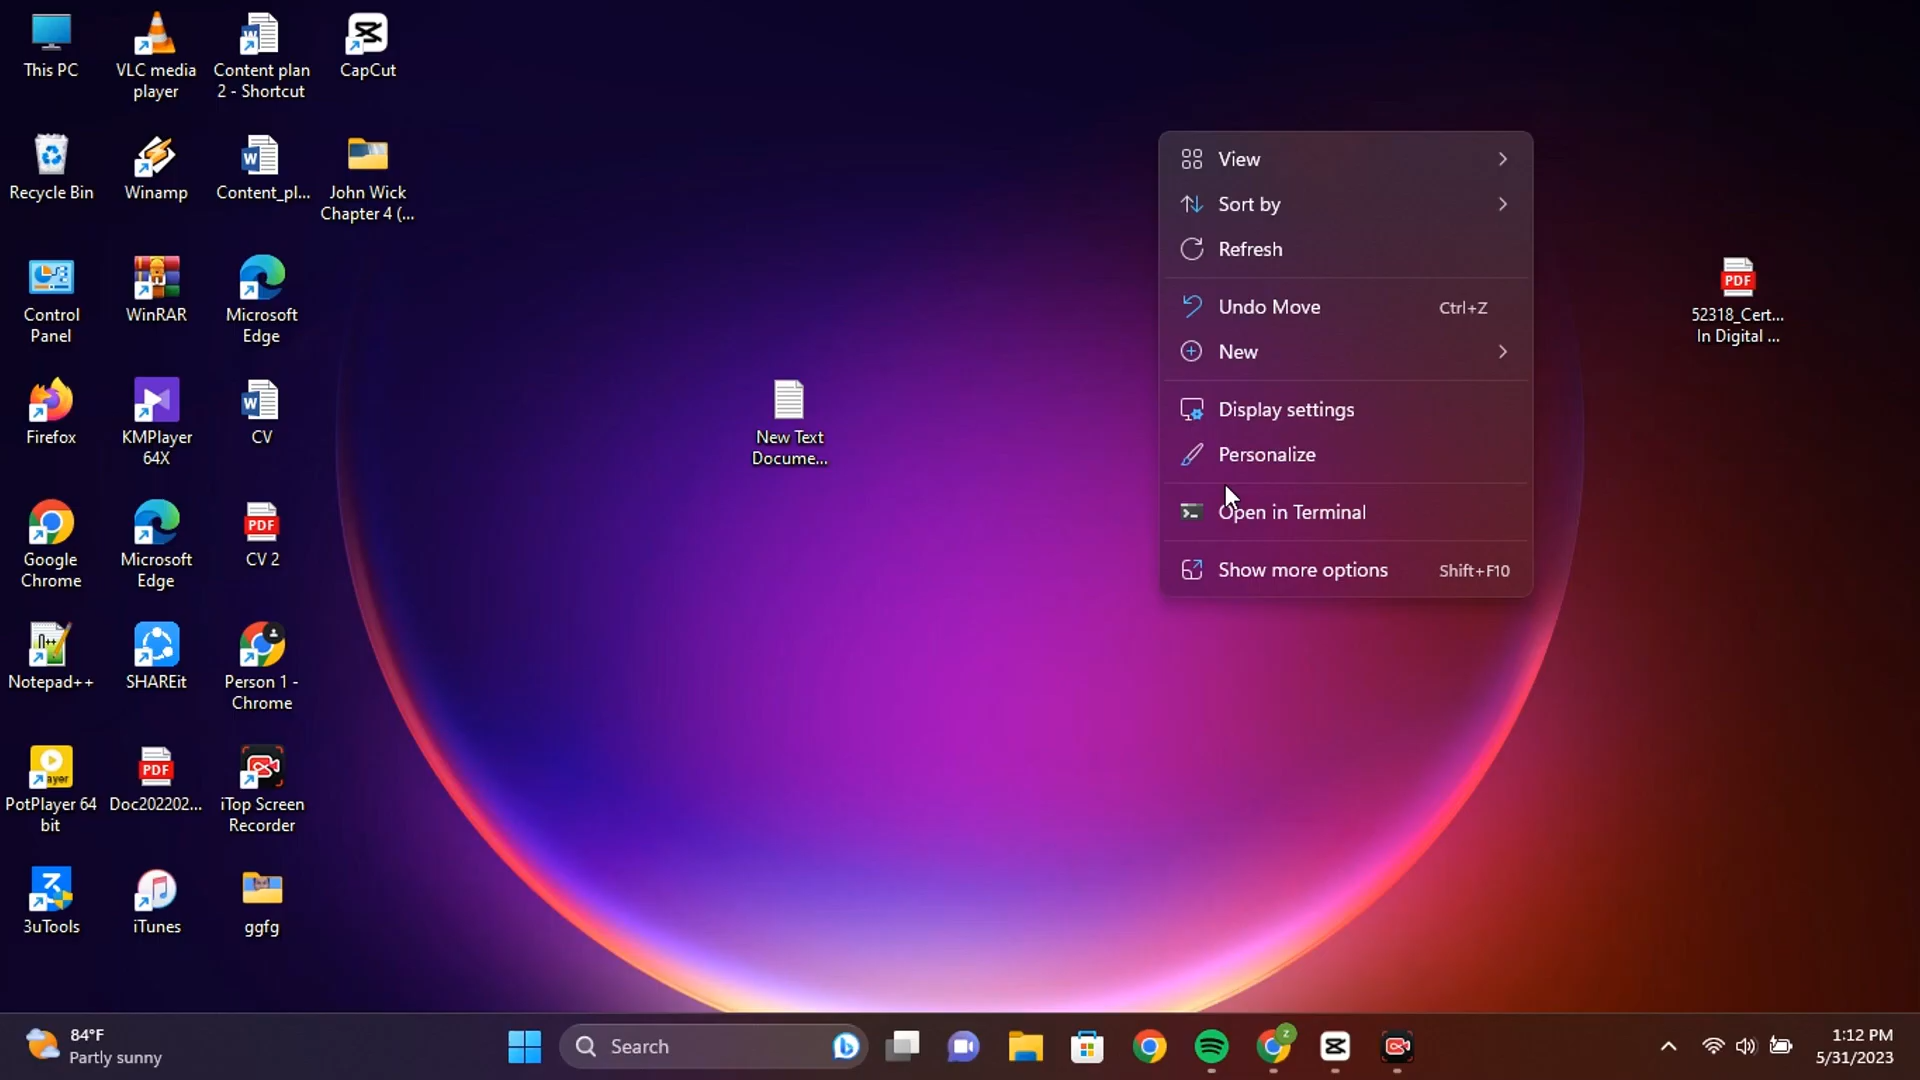 This PC
VLC media
player
Content plan
2 - Shortcut
CapCut
Recycle Bin
Winamp
Content_pl...
John Wick
Chapter 4 (...
Control
Panel
WinRAR
Microsoft
Edge
Firefox
KMPlayer
64X
CV
Google
Chrome
Microsoft
Edge
PDF
CV 2
Notepad++
SHAREit
Person 1 -
Chrome
PotPlayer 64
bit
PDF
Doc202202...
iTop Screen
Recorder
3uTools
iTunes
ggfg
New Text
Docume...
View
Sort by
Refresh
Undo Move Ctrl+Z
New
Display settings
Personalize
Open in Terminal
Show more options Shift+F10
PDF
52318_Cert...
In Digital ...
84°F
Partly sunny
Search
1:12 PM
5/31/2023